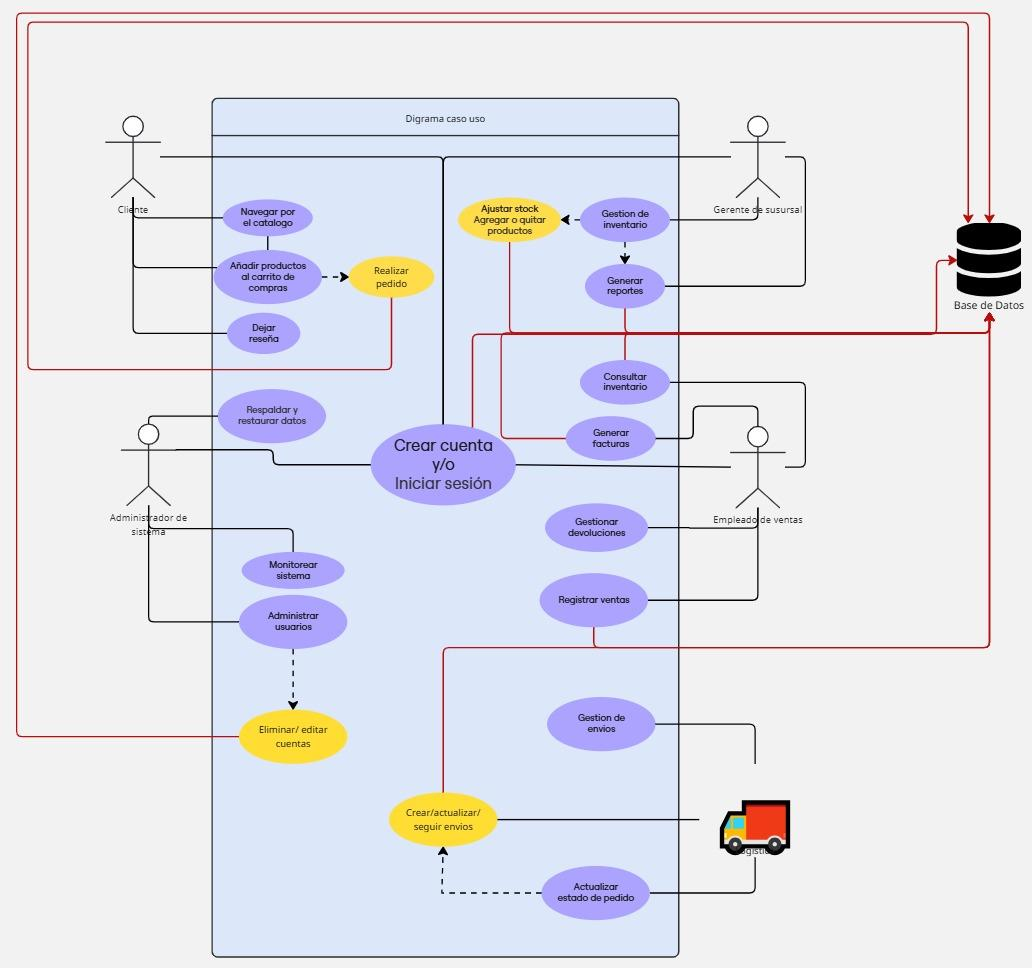 Digrama caso uso
Cliente
Gerente de susursal
Navegar por
el catalogo
Ajustar stock
Agregar o quitar
productos
Gestion de
inventario
Añadir productos
al carrito de
compras
Realizar
pedido
Generar
reportes
Base de Datos
Dejar
reseña
Consultar
inventario
Respaldar y
restaurar datos
Generar
facturas
Crear cuenta
y/o
Iniciar sesión
Administrador de
sistema
Empleado de ventas
Gestionar
devoluciones
Monitorear
sistema
Administrar
usuarios
Registrar ventas
Eliminar/ editar
cuentas
Gestion de
envios
Crear/actualizar/
seguir envios
Actualizar
estado de pedido